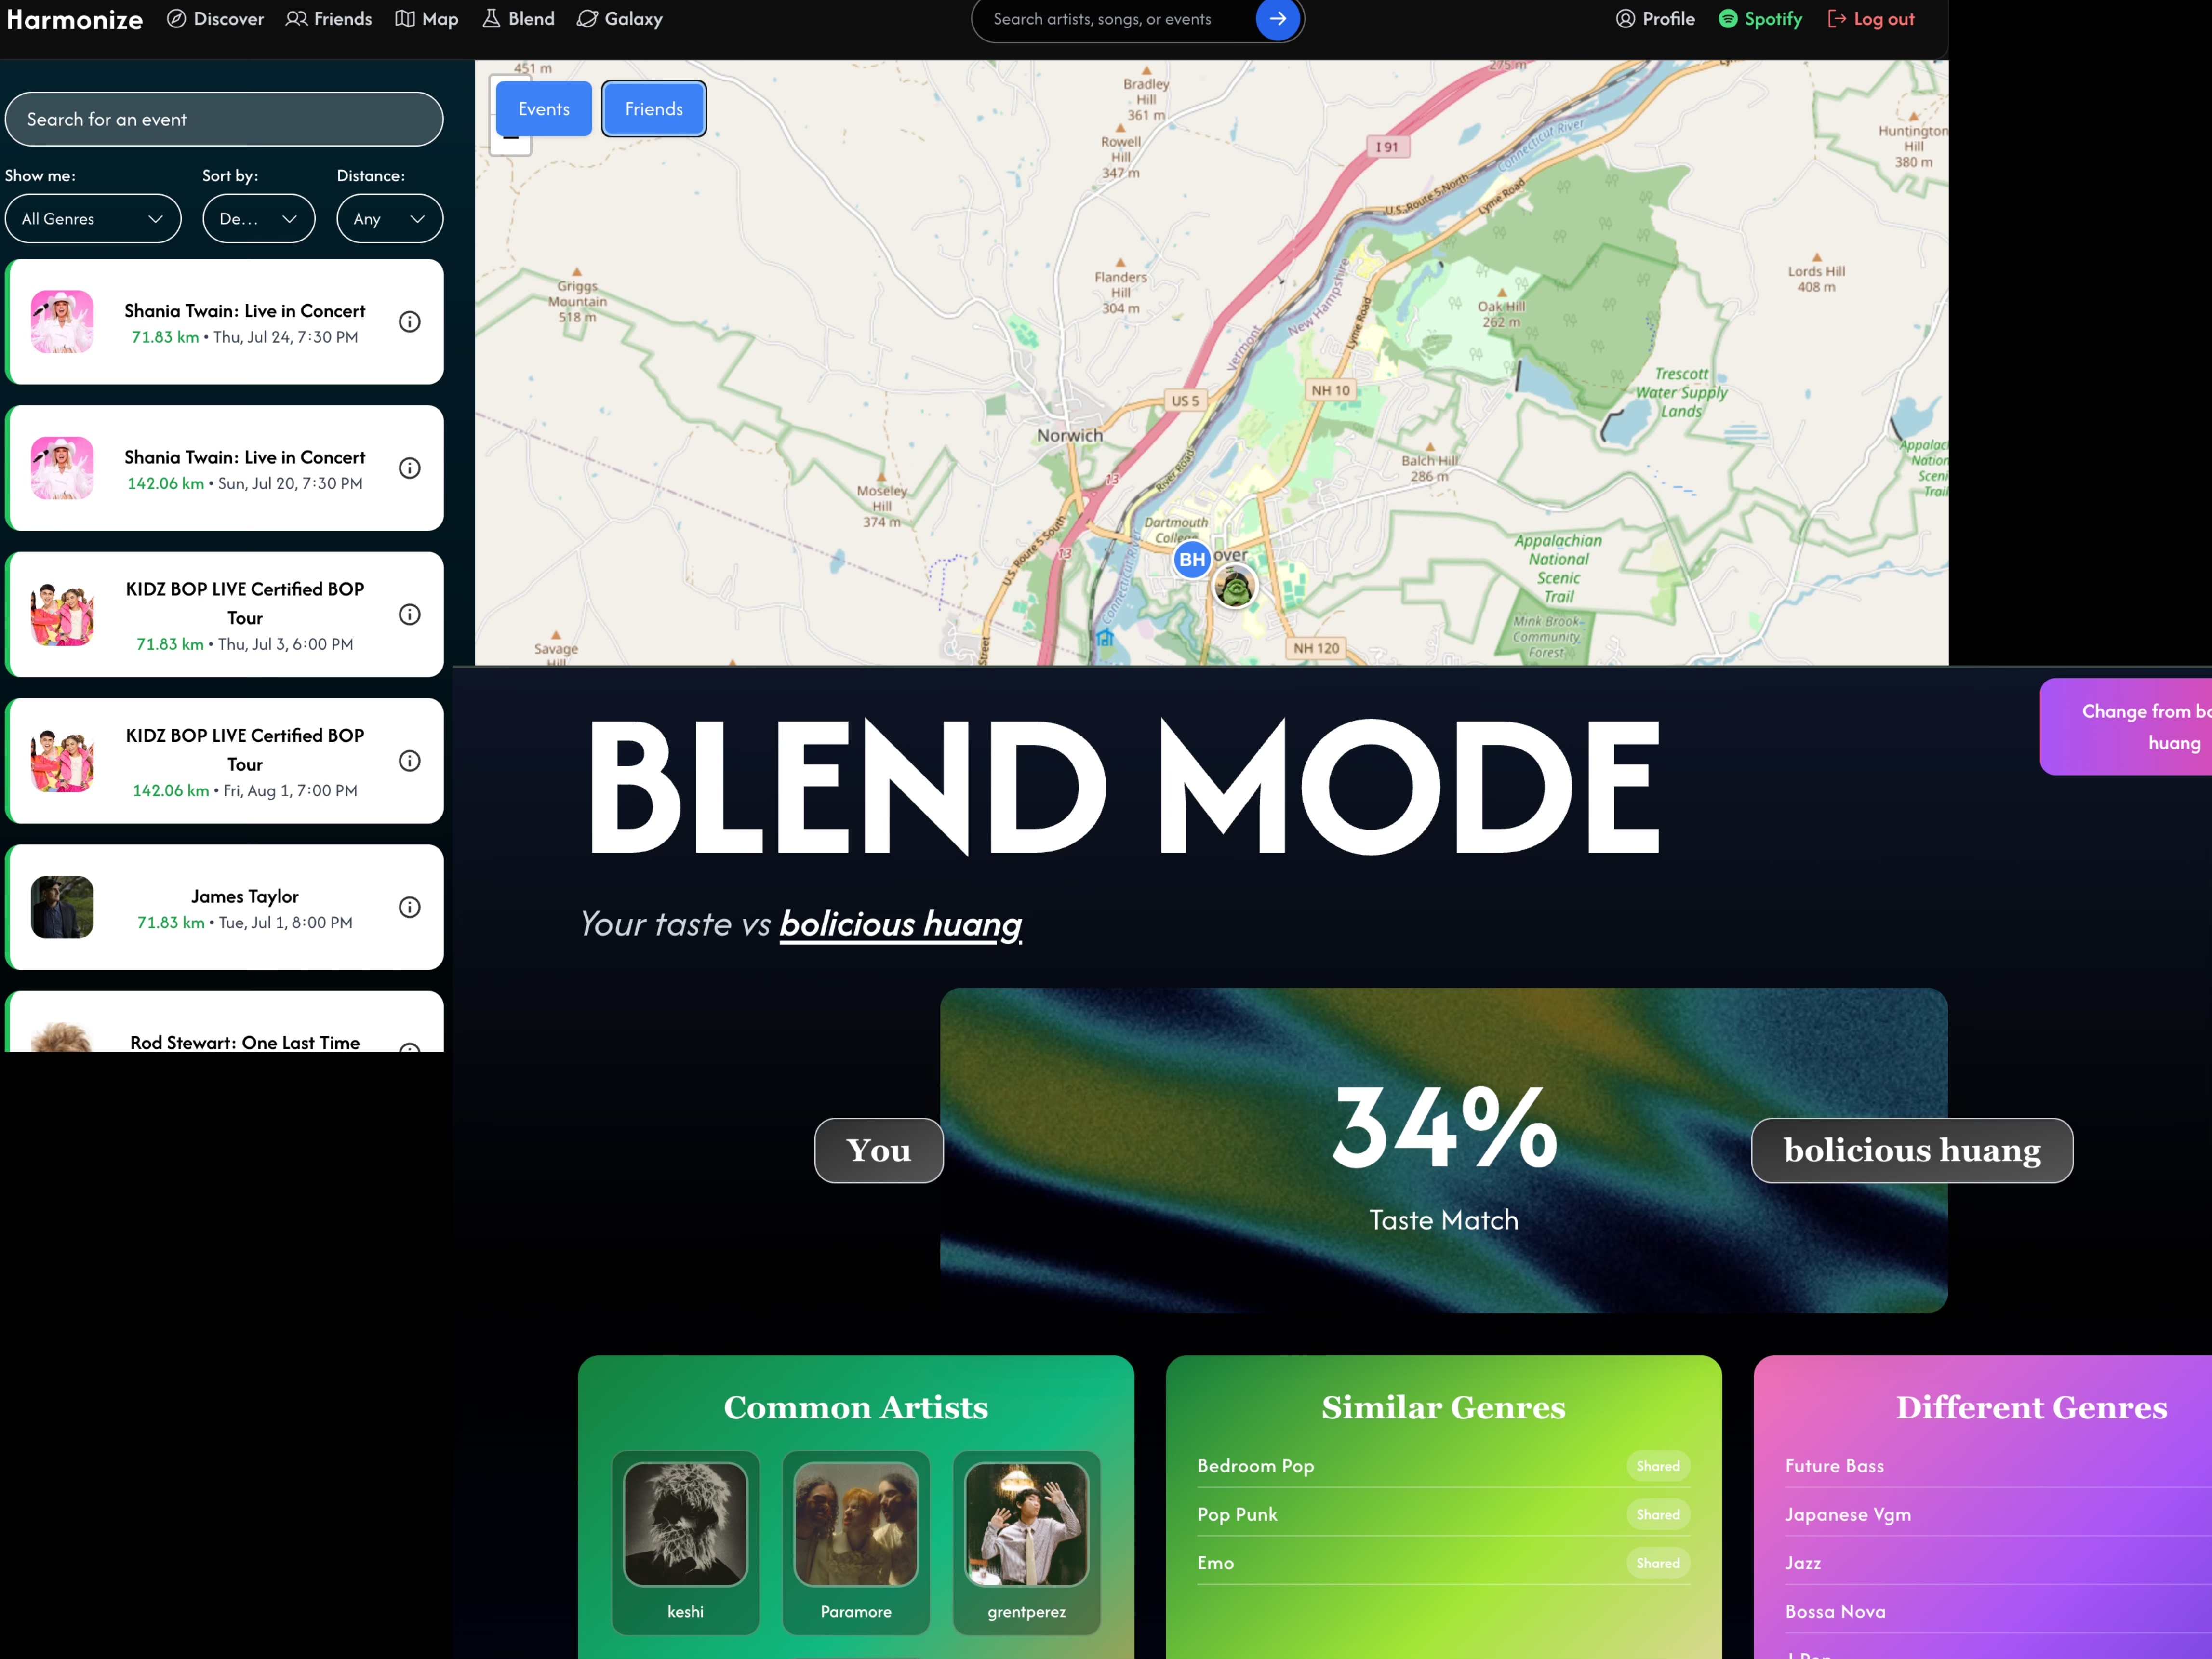 Harmonize
Discover
Friends
Map
Blend
Galaxy
Search artists, songs, or events
Profile
Spotify
Log out
Search for an event
Show me:
Sort by:
Distance:
All Genres
De...
Any
Shania Twain: Live in Concert
71.83 km • Thu, Jul 24, 7:30 PM
Shania Twain: Live in Concert
142.06 km • Sun, Jul 20, 7:30 PM
KIDZ BOP LIVE Certified BOP
Tour
71.83 km • Thu, Jul 3, 6:00 PM
KIDZ BOP LIVE Certified BOP
Tour
142.06 km • Fri, Aug 1, 7:00 PM
James Taylor
71.83 km • Tue, Jul 1, 8:00 PM
Rod Stewart: One Last Time
Events
Friends
451 m
Bradley
Hill
361 m
Rowell
Hill
347 m
275 m
I 91
Connecticut River
U.S. Route 5 North
Lyme Road
Huntington
Hill
380 m
Griggs
Mountain
518 m
Flanders
Hill
304 m
Vermont
New Hampshire
Lyme Road
Oak Hill
262 m
Lords Hill
408 m
Trescott
Water Supply
Lands
US 5
NH 10
Norwich
Balch Hill
286 m
River Road
13
Moseley
Hill
374 m
U.S. Route 5 South
13
Dartmouth
College
BH
over
Connecticut River
Appalachian
National
Scenic
Trail
Appalac
Nation
Sceni
Trail
Mink Brook
Community
Forest
Savage
Hill
Street
NH 120
BLEND MODE
Change from bo
huang
Your taste vs bolicious huang
You
34%
Taste Match
bolicious huang
Common Artists
keshi
Paramore
grentperez
Similar Genres
Bedroom Pop
Shared
Pop Punk
Shared
Emo
Shared
Different Genres
Future Bass
Japanese Vgm
Jazz
Bossa Nova